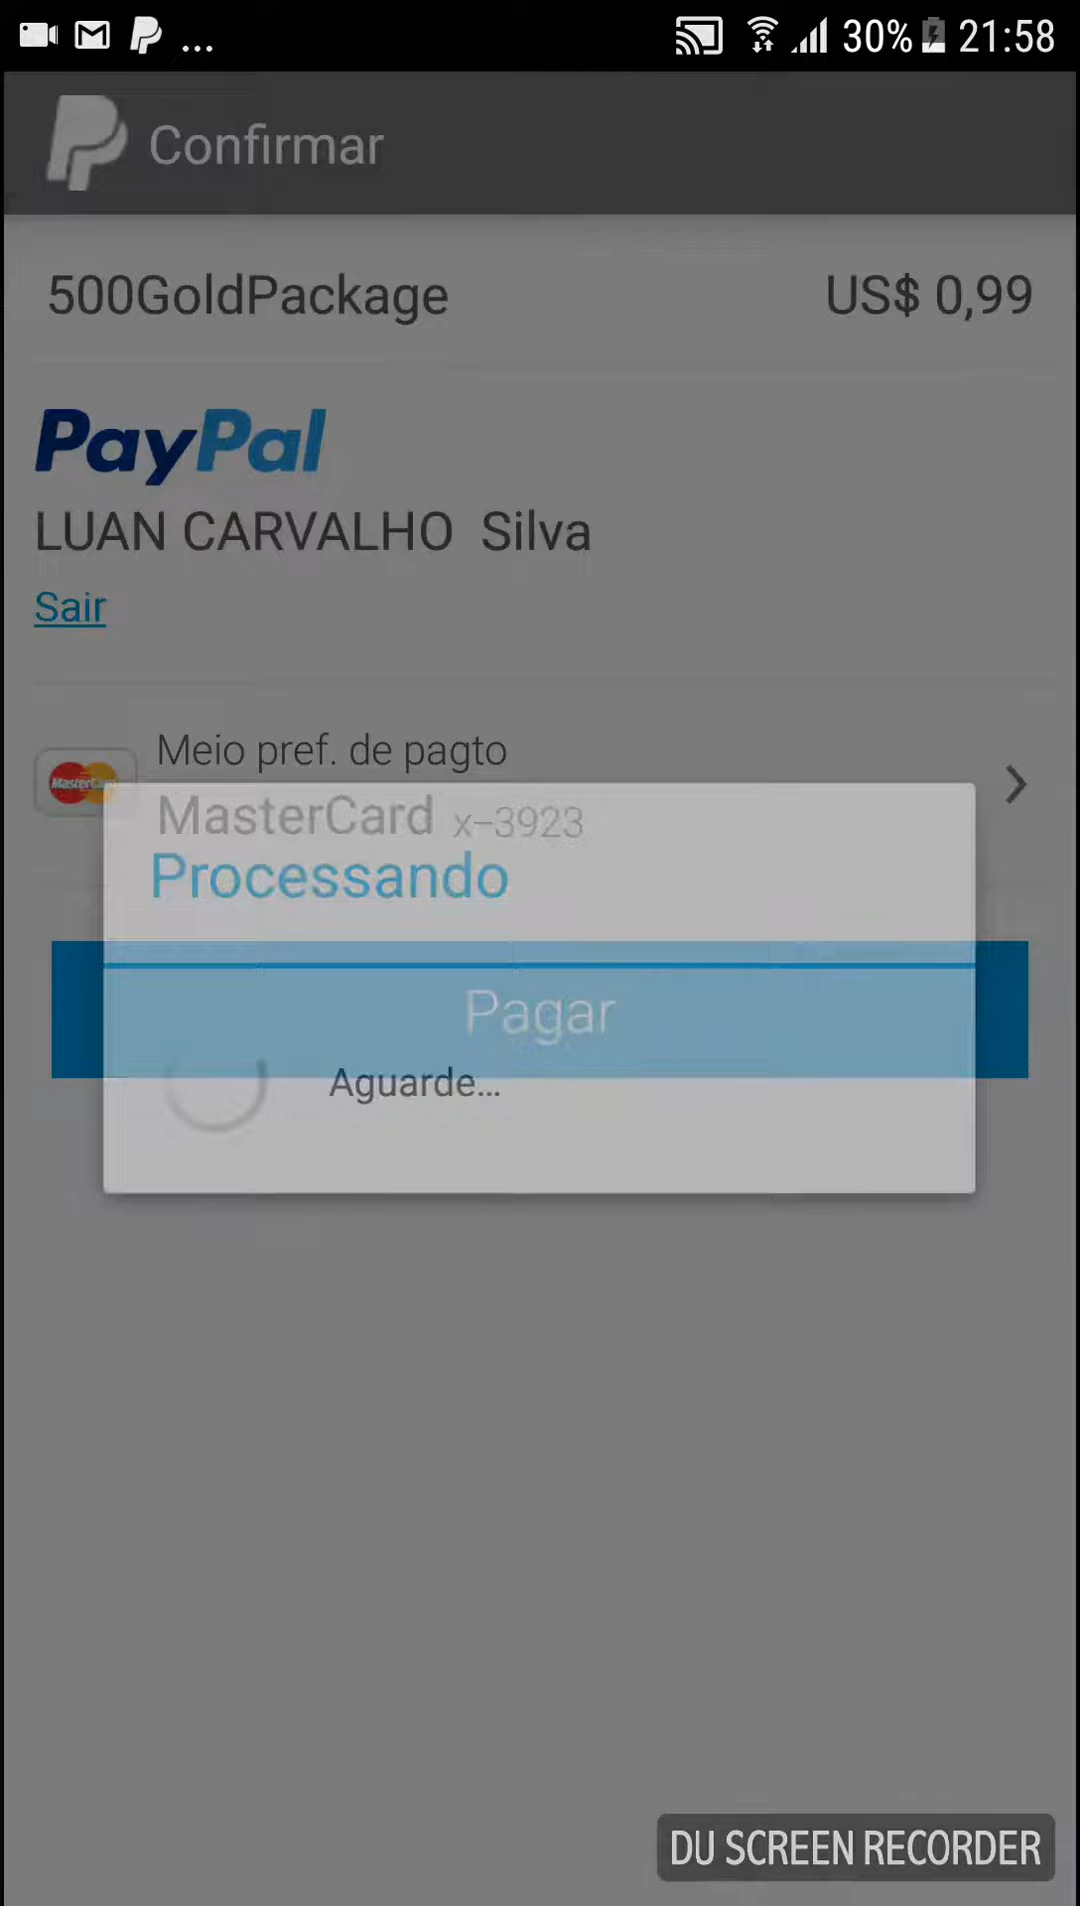 ... 30% 21:58
Confirmar
500GoldPackage US$ 0,99
PayPal
LUAN CARVALHO Silva
Sair
Meio pref. de pagto
MasterCard
MasterCard x-3923
Processando
Pagar
Aguarde...
DU SCREEN RECORDER